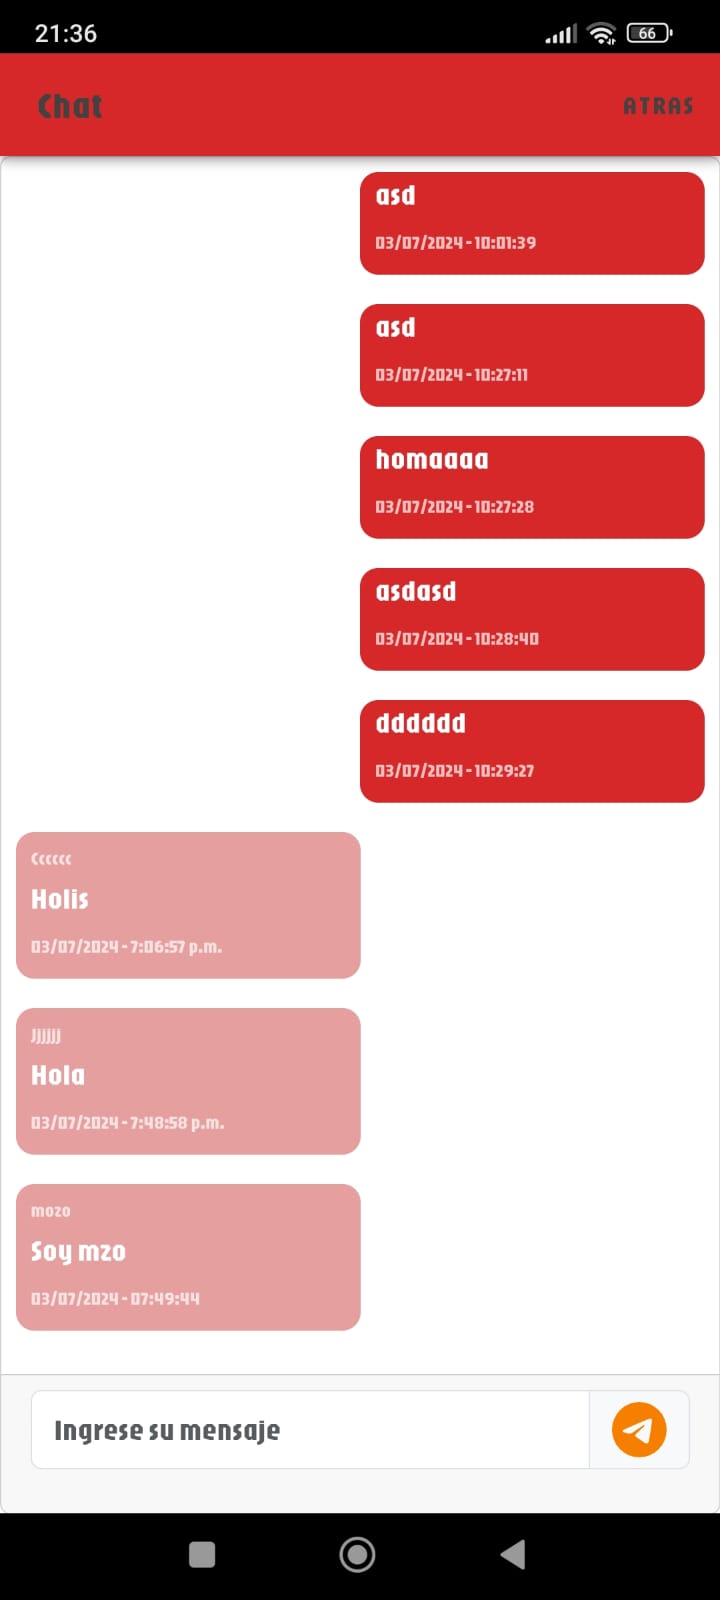 21:36
66
Chat
ATRAS
asd
03/07/2024 - 10:01:39
asd
03/07/2024 - 10:27:11
homaaaa
03/07/2024 - 10:27:28
asdasd
03/07/2024 - 10:28:40
dddddd
03/07/2024 - 10:29:27
Cccccc
Holis
03/07/2024 - 7:06:57 p.m.
Jjjjjj
Hola
03/07/2024 - 7:48:58 p.m.
mozo
Soy mzo
03/07/2024 - 07:49:44
Ingrese su mensaje